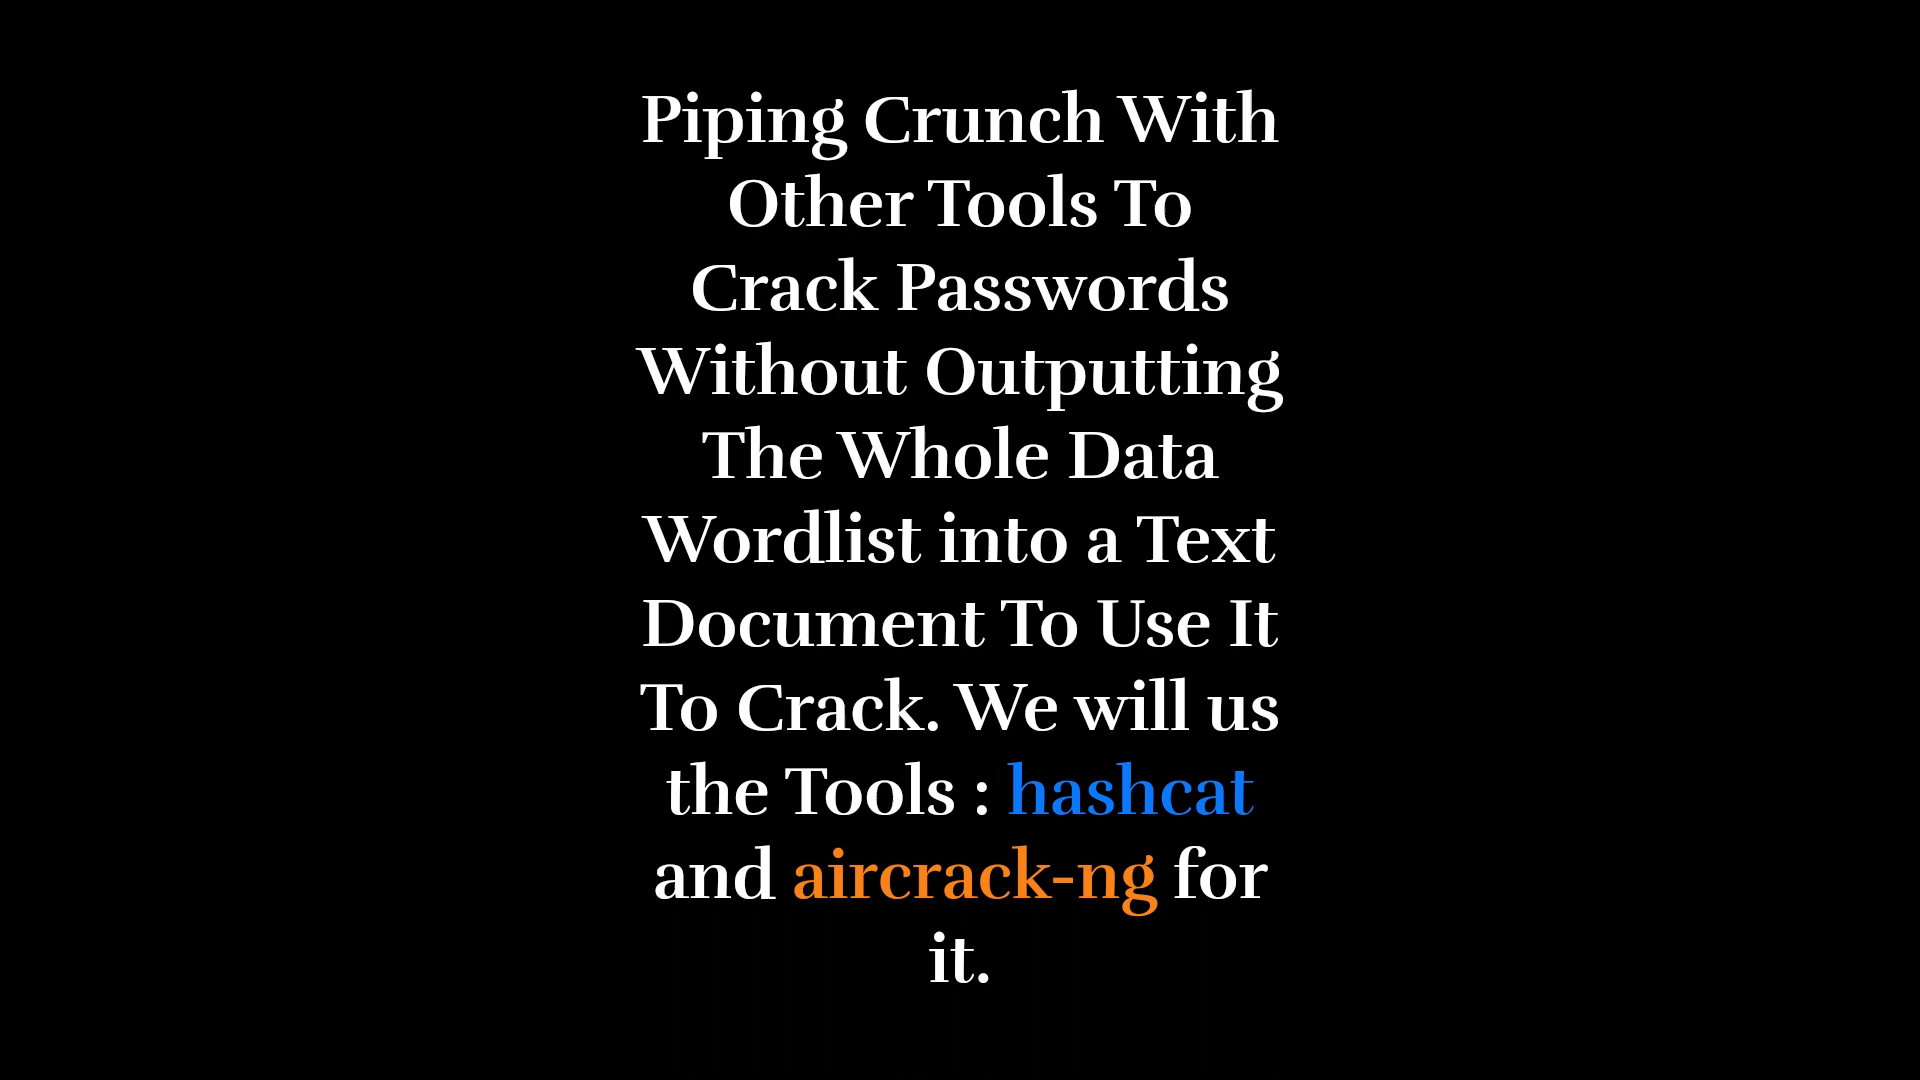 Piping Crunch With
Other Tools To
Crack Passwords
Without Outputting
The Whole Data
Wordlist into a Text
Document To Use It
To Crack. We will us
the Tools : hashcat
and aircrack-ng for
it.